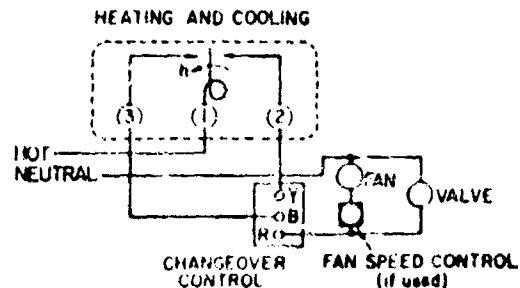 HEATING AND COOLING
h
(3) (1) (2)
HOT
NEUTRAL
FAN
VALVE
Y
B
R
CHANGEOVER
CONTROL
FAN SPEED CONTROL
(if used)